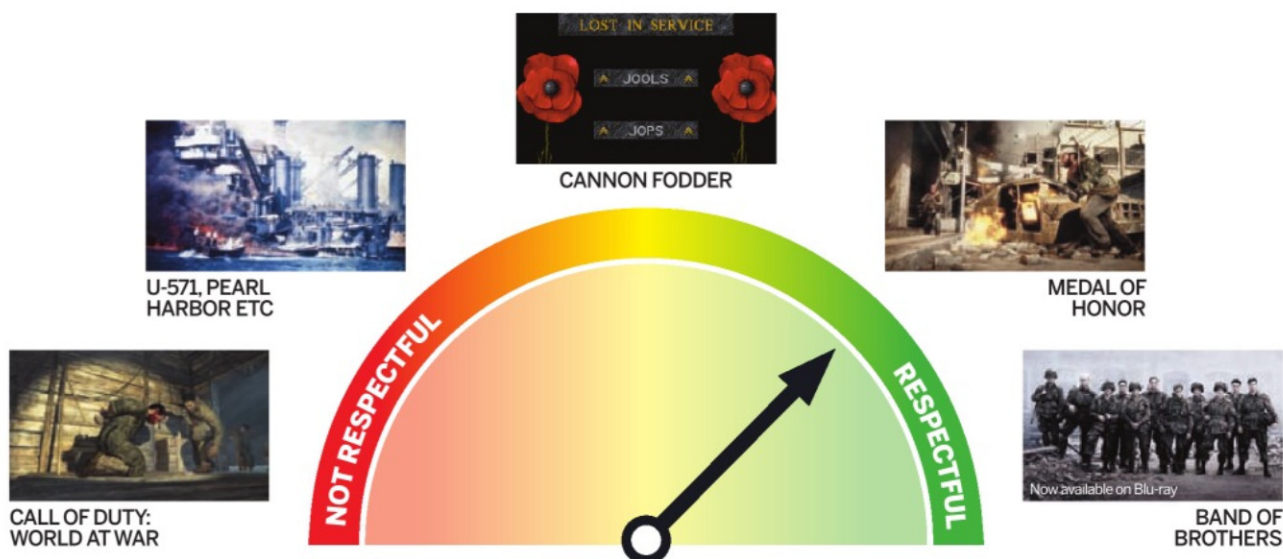 LOST IN SERVICE
JOOLS
JOPS
CANNON FODDER
U-571, PEARL
HARBOR ETC
MEDAL OF
HONOR
NOT RESPECTFUL
RESPECTFUL
CALL OF DUTY:
WORLD AT WAR
Now available on Blu-ray
BAND OF
BROTHERS